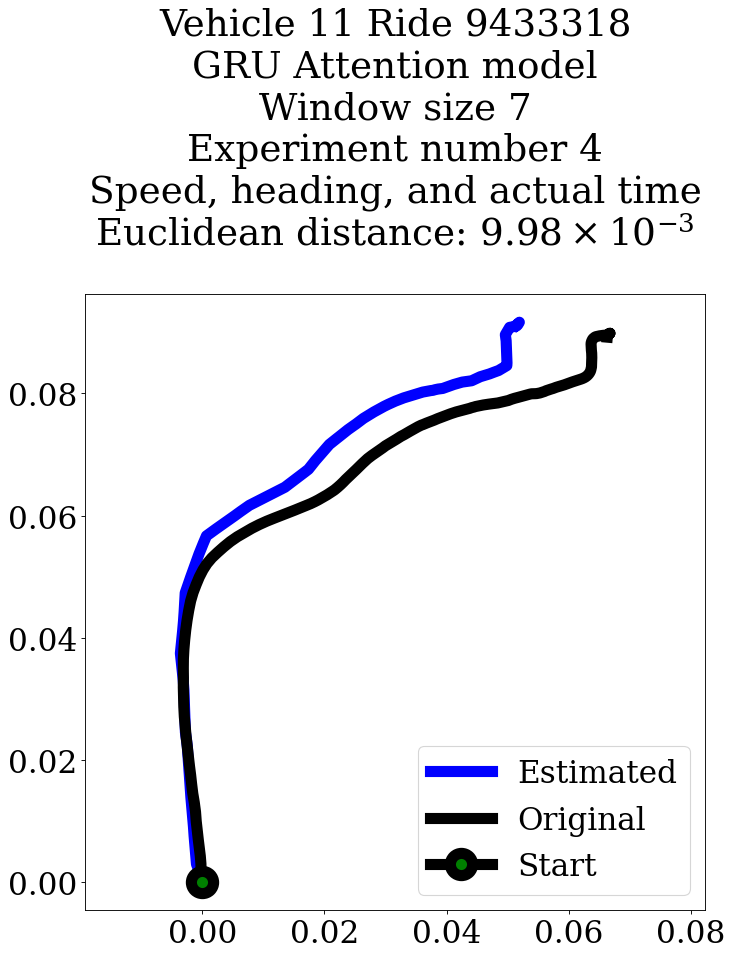 Vehicle 11 Ride 9433318
GRU Attention model
Window size 7
Experiment number 4
Speed, heading, and actual time
Euclidean distance: 9.98 × 10⁻³
0.08
0.06
0.04
0.02
0.00
Estimated
Original
Start
0.00 0.02 0.04 0.06 0.08